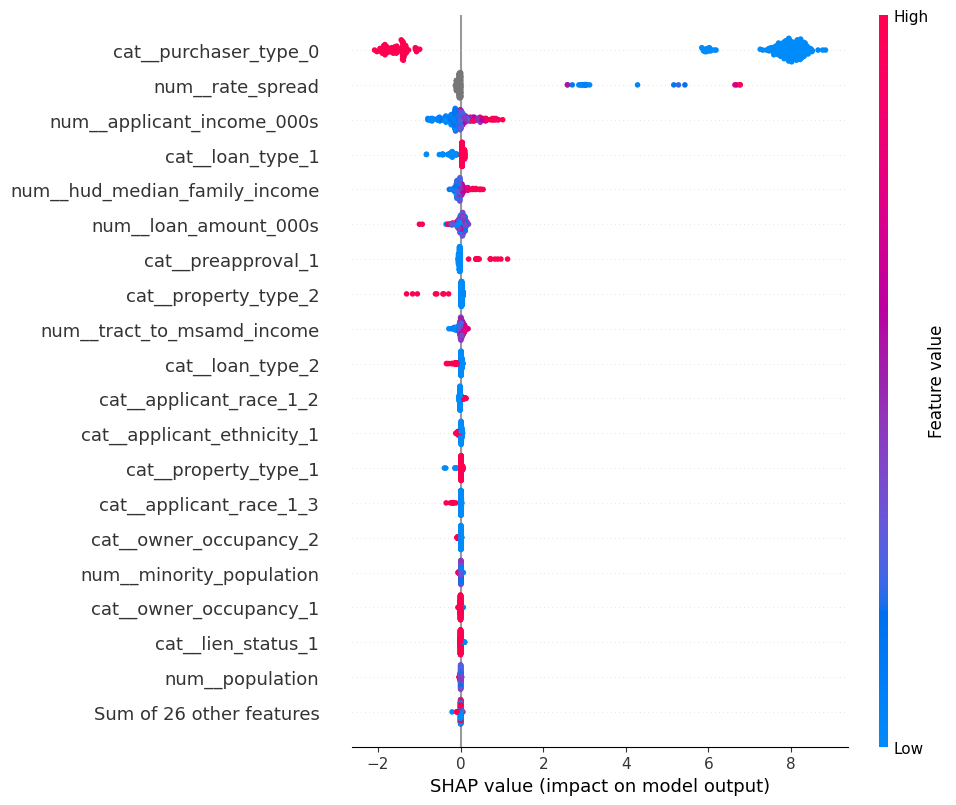 High
cat__purchaser_type_0
num__rate_spread
num__applicant_income_000s
cat__loan_type_1
num__hud_median_family_income
num__loan_amount_000s
cat__preapproval_1
cat__property_type_2
num__tract_to_msamd_income
cat__loan_type_2
cat__applicant_race_1_2
cat__applicant_ethnicity_1
cat__property_type_1
cat__applicant_race_1_3
cat__owner_occupancy_2
num__minority_population
cat__owner_occupancy_1
cat__lien_status_1
num__population
Sum of 26 other features
Feature value
Low
−2 0 2 4 6 8
SHAP value (impact on model output)